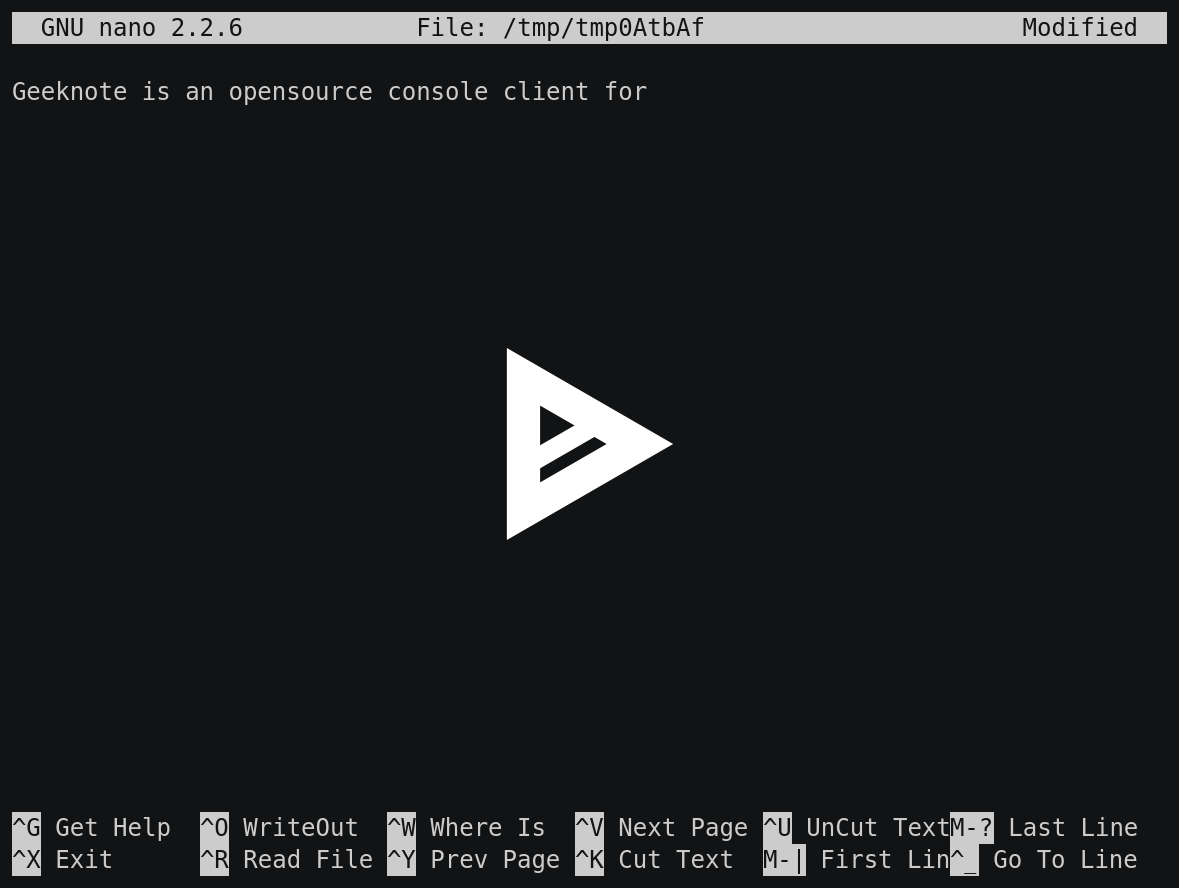 GNU nano 2.2.6 File: /tmp/tmp0AtbAf Modified
Geeknote is an opensource console client for
^G Get Help ^O WriteOut ^W Where Is ^V Next Page ^U UnCut Text M-? Last Line
^X Exit ^R Read File ^Y Prev Page ^K Cut Text M-| First Lin ^_ Go To Line